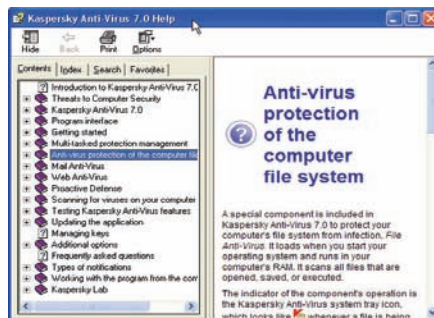 Kaspersky Anti-Virus 7.0 Help
Hide
Back
Print
Options
Contents
Index
Search
Favorites
Introduction to Kaspersky Anti-Virus 7.0
Threats to Computer Security
Kaspersky Anti-Virus 7.0
Program interface
Getting started
Multi-tasked protection management
Anti-virus protection of the computer file
Mail Anti-Virus
Web Anti-Virus
Proactive Defense
Scanning for viruses on your computer
Testing Kaspersky Anti-Virus features
Updating the application
Managing keys
Additional options
Frequently asked questions
Types of notifications
Working with the program from the com
Kaspersky Lab
Anti-virus
protection
of the
computer
file system
A special component is included in
Kaspersky Anti-Virus 7.0 to protect your
computer's file system from infection, File
Anti-Virus. It loads when you start your
operating system and runs in your
computer's RAM. It scans all files that are
opened, saved, or executed.
The indicator of the component's operation is
the Kaspersky Anti-Virus system tray icon,
which looks like whenever a file is being